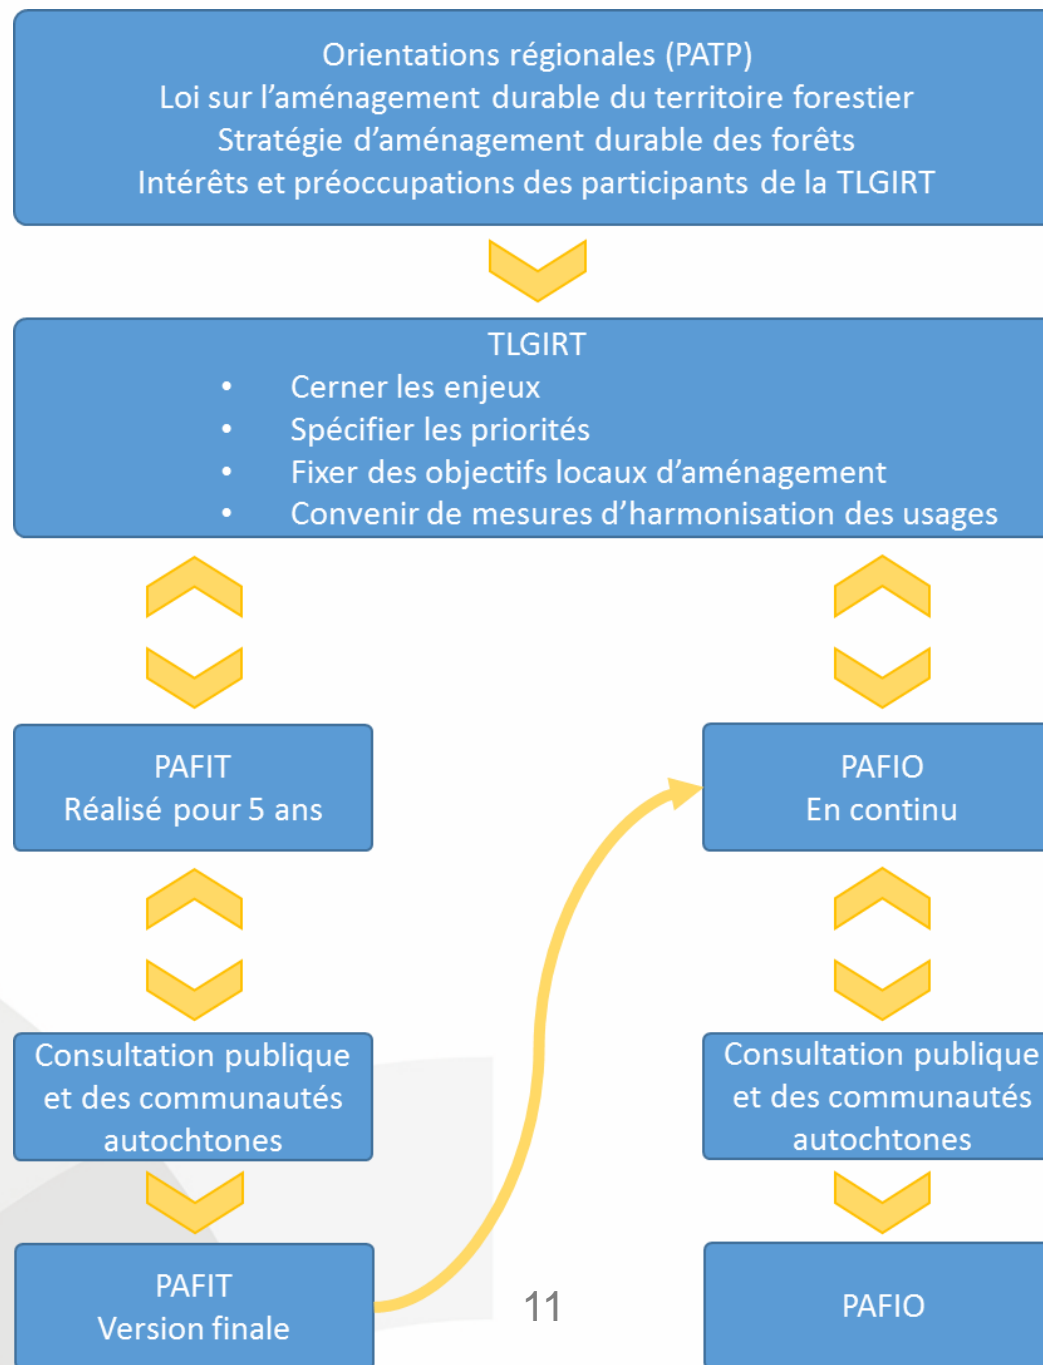 Orientations régionales (PATP)
Loi sur l'aménagement durable du territoire forestier
Stratégie d'aménagement durable des forêts
Intérêts et préoccupations des participants de la TLGIRT
TLGIRT
• Cerner les enjeux
• Spécifier les priorités
• Fixer des objectifs locaux d'aménagement
• Convenir de mesures d'harmonisation des usages
PAFIT
Réalisé pour 5 ans
PAFIO
En continu
Consultation publique
et des communautés
autochtones
Consultation publique
et des communautés
autochtones
PAFIT
Version finale
11
PAFIO